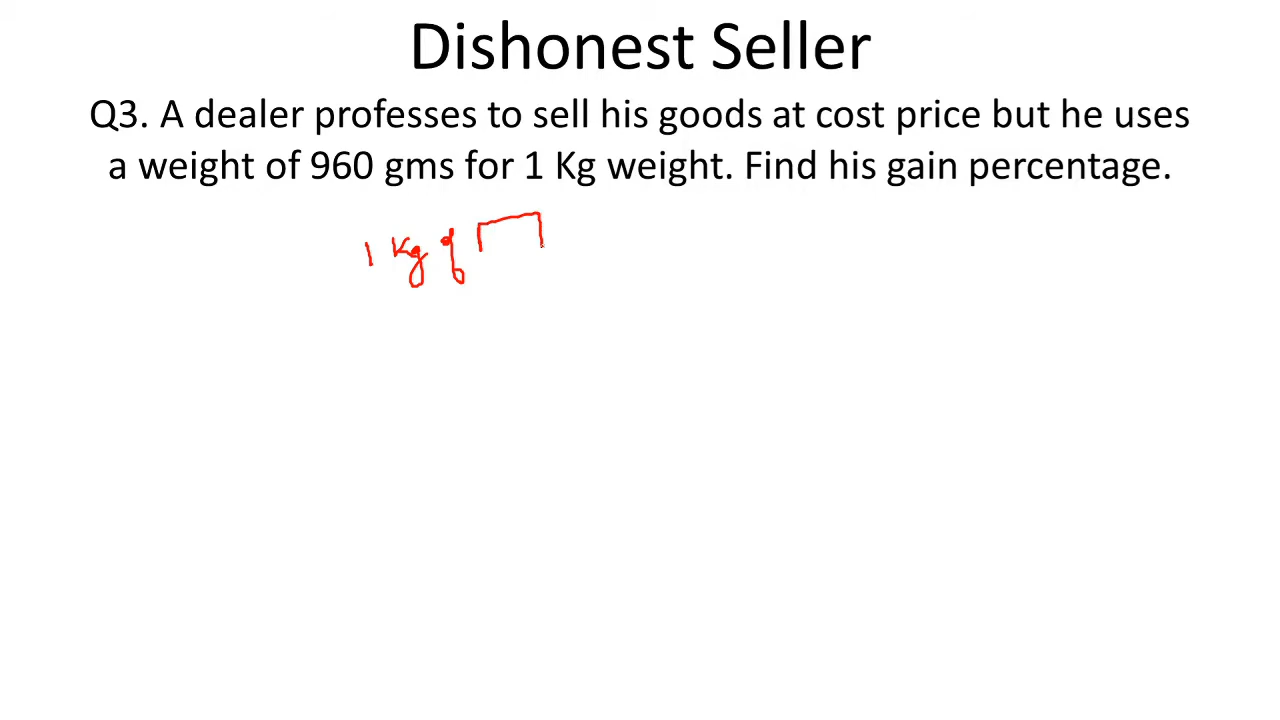 Dishonest Seller
Q3. A dealer professes to sell his goods at cost price but he uses
a weight of 960 gms for 1 Kg weight. Find his gain percentage.
1 Kg of